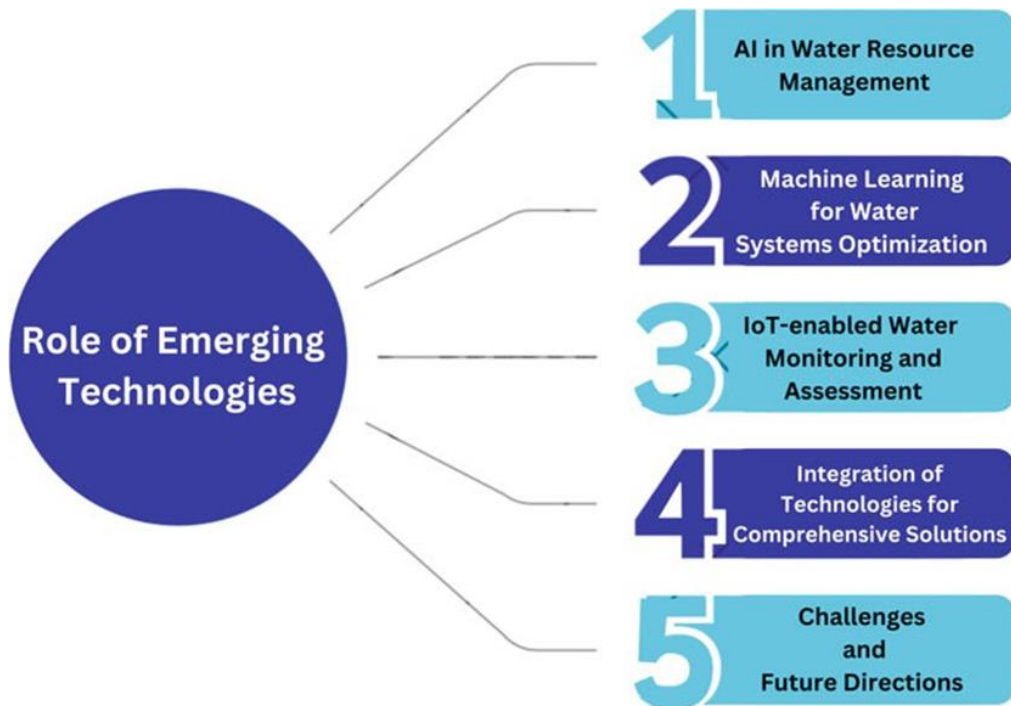 Role of Emerging
Technologies
1
AI in Water Resource
Management
2
Machine Learning
for Water
Systems Optimization
3
IoT-enabled Water
Monitoring and
Assessment
4
Integration of
Technologies for
Comprehensive Solutions
5
Challenges
and
Future Directions